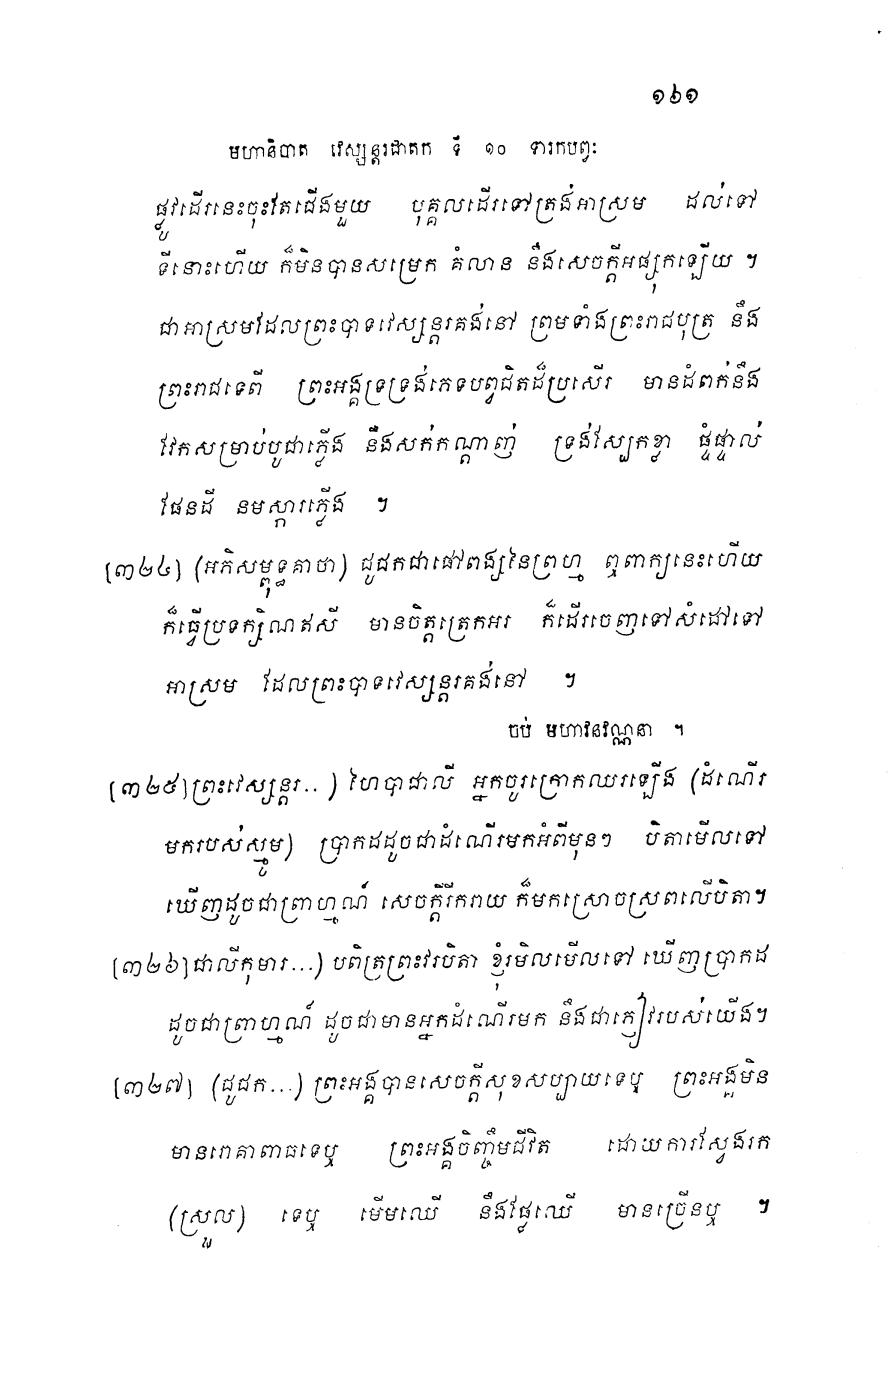 ១៦១
មហានិបាត វេស្សន្តរជាតក ទី ១០ ទារកបព្វៈ
ផ្លូវដើរនេះចុះតែជើងមួយ បុគ្គលដើរទៅត្រង់អាស្រម ដល់ទៅ
ទីនោះហើយ ក៏មិនបានសម្រេក គំលាន នឹងសេចក្តីអផ្សុកឡើយ ។
ជាអាស្រមដែលព្រះបាទវេស្សន្តរគង់នៅ ព្រមទាំងព្រះរាជបុត្រ នឹង
ព្រះរាជទេពី ព្រះអង្គទ្រទ្រង់ភេទបព្វជិតដ៏ប្រសើរ មានដំពក់នឹង
វែកសម្រាប់បូជាភ្លើង នឹងសក់កណ្តាញ់ ទ្រង់ស្បែកខ្លា ផ្ទំផ្ទាល់
ផែនដី នមស្ការភ្លើង ។
[៣២៤] (អភិសម្ពុទ្ធគាថា) ជូជកជាផៅពង្សនៃព្រហ្ម ឮពាក្យនេះហើយ
ក៏ធ្វើប្រទក្សិណឥសី មានចិត្តត្រេកអរ ក៏ដើរចេញទៅសំដៅទៅ
អាស្រម ដែលព្រះបាទវេស្សន្តរគង់នៅ ។
ចប់ មហាវនវណ្ណនា ។
[៣២៥] (ព្រះវេស្សន្តរ..) ហៃបាជាលី អ្នកចូរក្រោកឈរឡើង (ដំណើរ
មករបស់ស្មូម) ប្រាកដដូចជាដំណើរមកអំពីមុនៗ បិតាមើលទៅ
ឃើញដូចជាព្រាហ្មណ៍ សេចក្តីរីករាយ ក៏មកស្រោចស្រពលើបិតា។
[៣២៦] (ជាលីកុមារ...) បពិត្រព្រះវរបិតា ខ្ញុំរមិលមើលទៅ ឃើញប្រាកដ
ដូចជាព្រាហ្មណ៍ ដូចជាមានអ្នកដំណើរមក នឹងជាភ្ញៀវរបស់យើង។
[៣២៧] (ជូជក...) ព្រះអង្គបានសេចក្តីសុខសប្បាយទេឬ ព្រះអង្គមិន
មានរោគាពាធទេឬ ព្រះអង្គចិញ្ចឹមជីវិត ដោយការស្វែងរក
(ស្រួល) ទេឬ មើមឈើ នឹងផ្លែឈើ មានច្រើនឬ ។